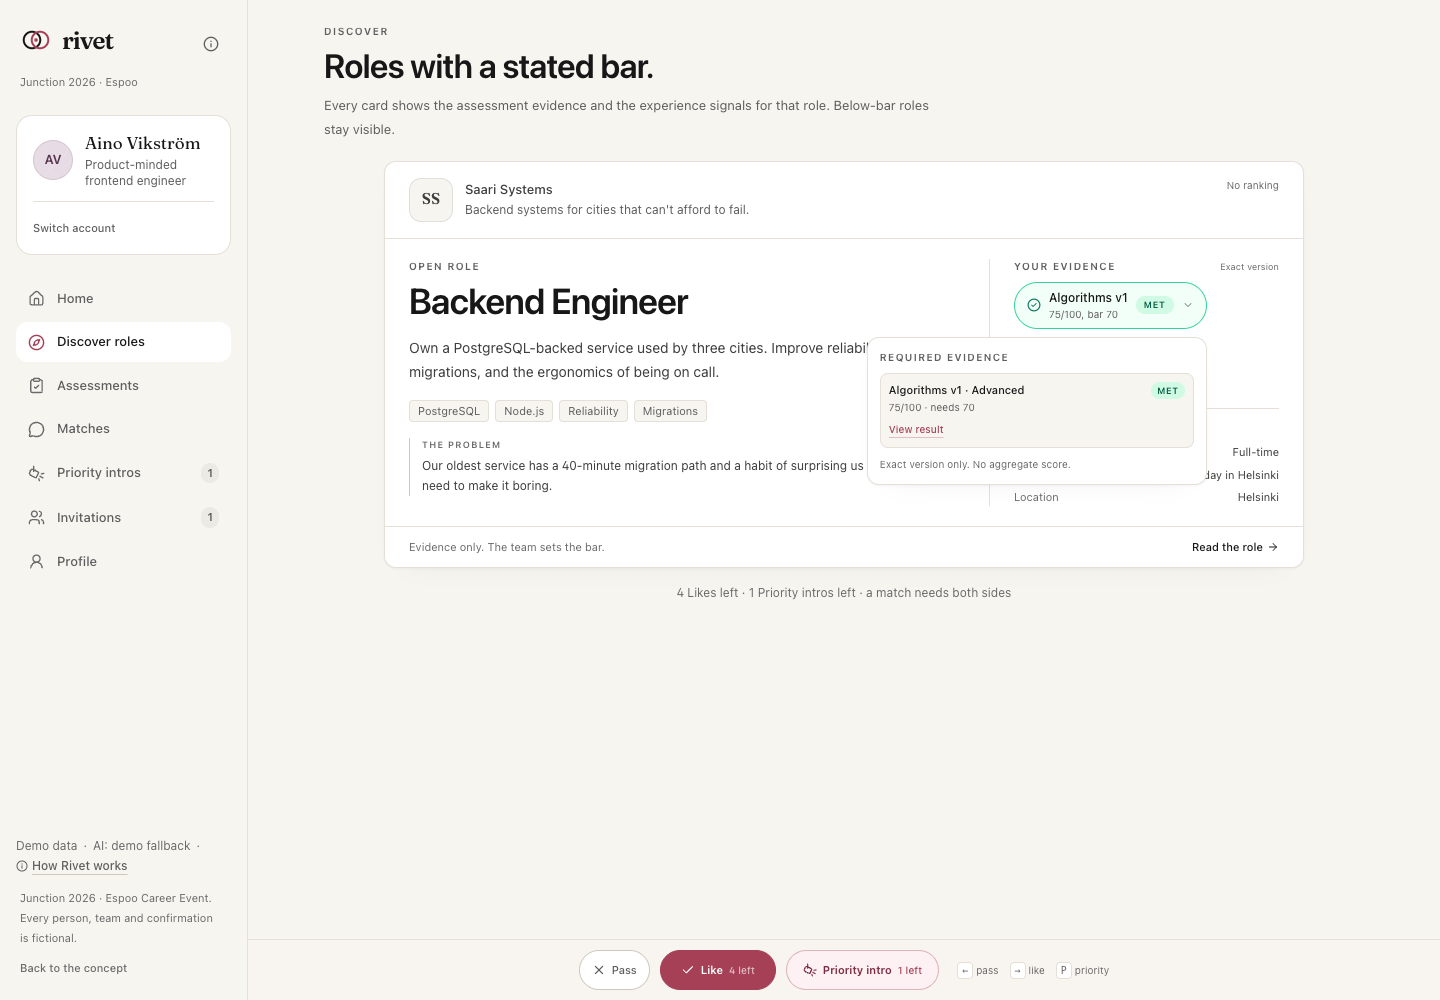 rivet
Junction 2026 · Espoo
AV
Aino Vikström
Product-minded
frontend engineer
Switch account
Home
Discover roles
Assessments
Matches
Priority intros 1
Invitations 1
Profile
Demo data · AI: demo fallback ·
How Rivet works
Junction 2026 · Espoo Career Event.
Every person, team and confirmation
is fictional.
Back to the concept
DISCOVER
Roles with a stated bar.
Every card shows the assessment evidence and the experience signals for that role. Below-bar roles
stay visible.
SS
Saari Systems
Backend systems for cities that can't afford to fail.
No ranking
OPEN ROLE
Backend Engineer
Own a PostgreSQL-backed service used by three cities. Improve
migrations, and the ergonomics of being on call.
PostgreSQL Node.js Reliability Migrations
THE PROBLEM
Our oldest service has a 40-minute migration path and a habit of surprising us
need to make it boring.
YOUR EVIDENCE Exact version
Algorithms v1 MET
75/100, bar 70
REQUIRED EVIDENCE
Algorithms v1 · Advanced MET
75/100 · needs 70
View result
Exact version only. No aggregate score.
Full-time
in Helsinki
Location Helsinki
Evidence only. The team sets the bar.
Read the role →
4 Likes left · 1 Priority intros left · a match needs both sides
Pass
Like 4 left
Priority intro 1 left
← pass → like P priority